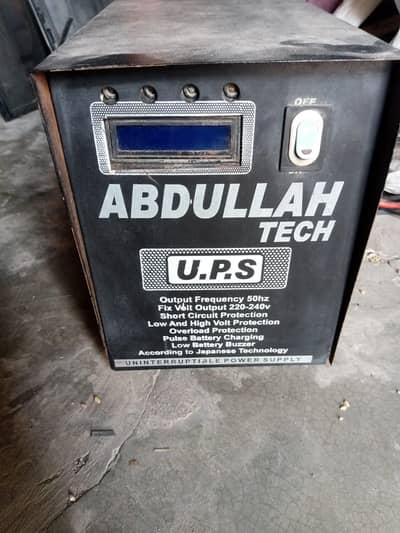 OFF
ABDULLAH
TECH
U.P.S
Output Frequency 50hz
Fix Volt Output 220-240v
Short Circuit Protection
Low And High Volt Protection
Overload Protection
Pulse Battery Charging
Low Battery Buzzer
According to Japanese Technology
UNINTERRUPTIBLE POWER SUPPLY